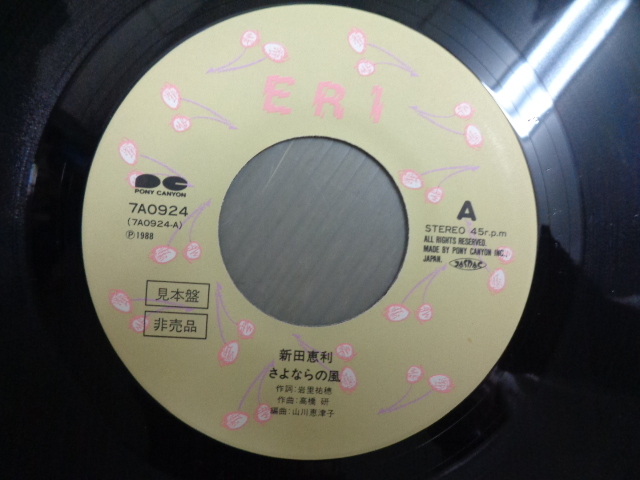 ERI
PONY CANYON
7A0924
(7A0924-A)
Ⓟ1988
A
STEREO 45r.p.m
ALL RIGHTS RESERVED.
MADE BY PONY CANYON INC.,
JAPAN.
見本盤
非売品
新田恵利
さよならの風
作詞:岩里祐穂
作曲:高橋 研
編曲:山川恵津子